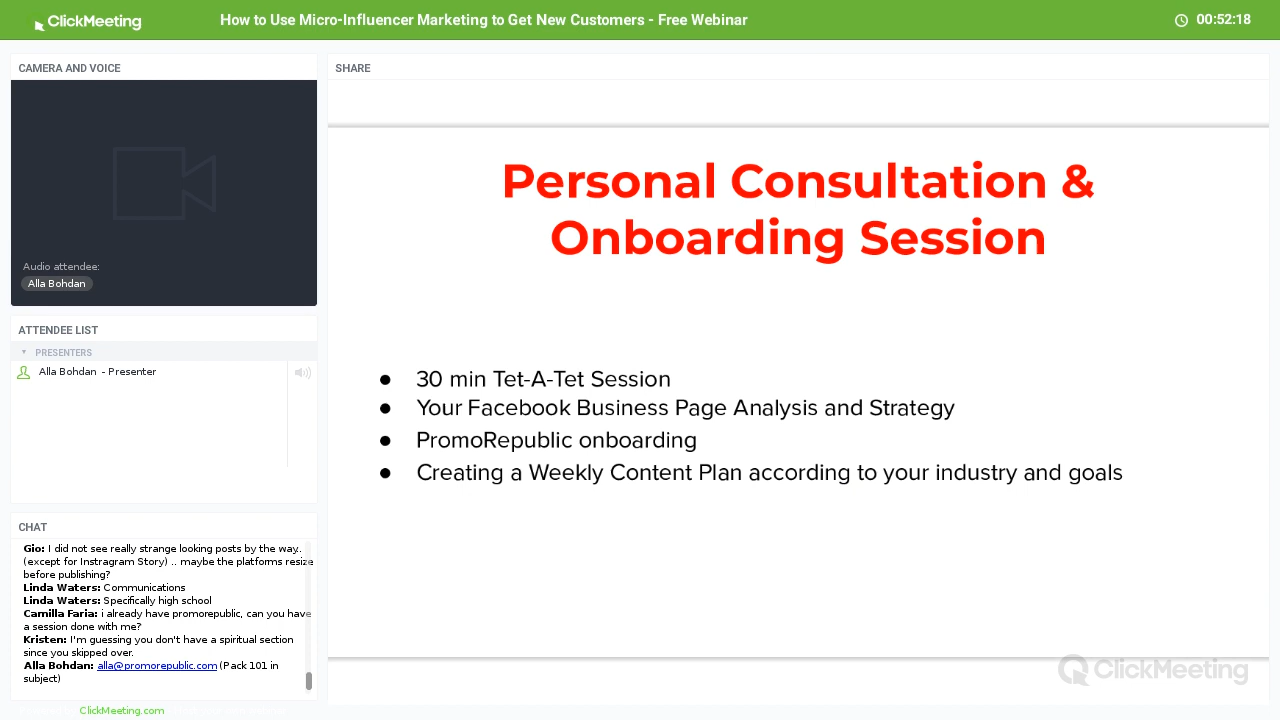 ClickMeeting
How to Use Micro-Influencer Marketing to Get New Customers - Free Webinar
00:52:18
CAMERA AND VOICE
Audio attendee:
Alla Bohdan
ATTENDEE LIST
PRESENTERS
Alla Bohdan - Presenter
CHAT
Gio: I did not see really strange looking posts by the way..
(except for Instragram Story) .. maybe the platforms resize
before publishing?
Linda Waters: Communications
Linda Waters: Specifically high school
Camilla Faria: i already have promorepublic, can you have
a session done with me?
Kristen: I'm guessing you don't have a spiritual section
since you skipped over.
Alla Bohdan: alla@promorepublic.com (Pack 101 in
subject)
ClickMeeting.com
SHARE
Personal Consultation &
Onboarding Session
● 30 min Tet-A-Tet Session
● Your Facebook Business Page Analysis and Strategy
● PromoRepublic onboarding
● Creating a Weekly Content Plan according to your industry and goals
ClickMeeting